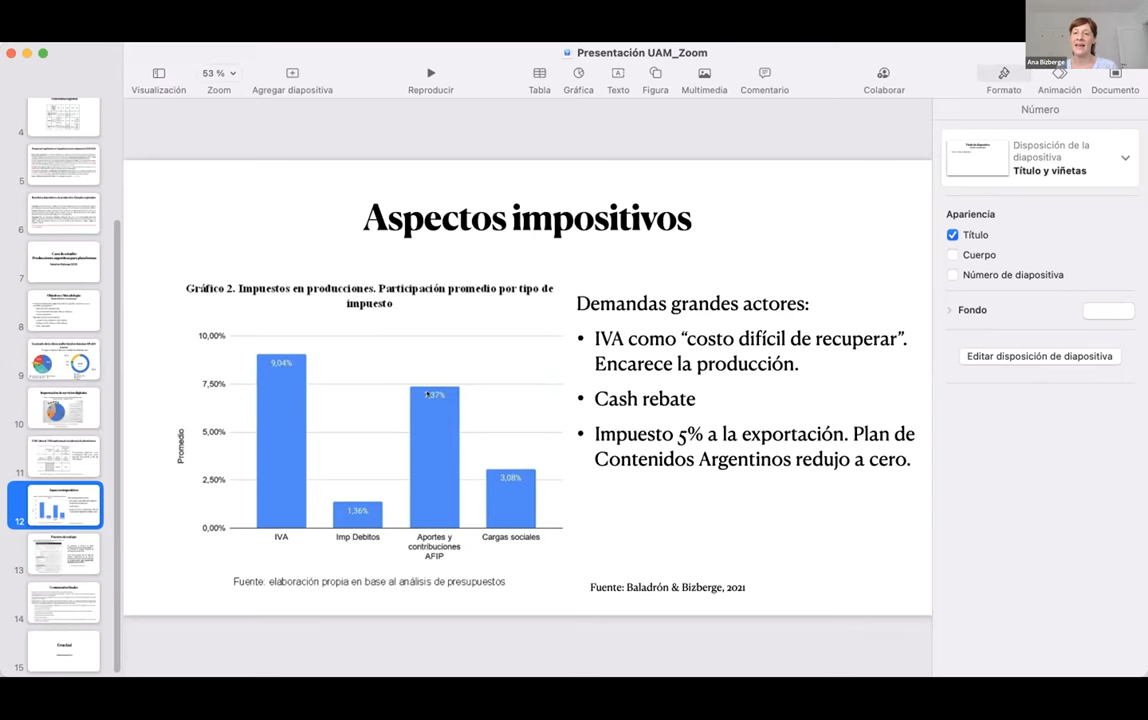 Ana Bizberge
Presentación UAM_Zoom
53 %
Visualización
Zoom
Agregar diapositiva
Reproducir
Tabla
Gráfica
Texto
Figura
Multimedia
Comentario
Colaborar
Formato
Animación
Documento
4
5
6
7
8
9
10
11
12
13
14
15
Aspectos impositivos
Gráfico 2. Impuestos en producciones. Participación promedio por tipo de
impuesto
10,00%
7,50%
5,00%
2,50%
0,00%
Promedio
9,04%
1,36%
3,08%
IVA
Imp Debitos
Aportes y
contribuciones
AFIP
Cargas sociales
Fuente: elaboración propia en base al análisis de presupuestos
Demandas grandes actores:
• IVA como “costo difícil de recuperar”.
Encarece la producción.
• Cash rebate
• Impuesto 5% a la exportación. Plan de
Contenidos Argentinos redujo a cero.
Fuente: Baladrón & Bizberge, 2021
Número
Disposición de la
diapositiva
Título y viñetas
Apariencia
Título
Cuerpo
Número de diapositiva
Fondo
Editar disposición de diapositiva